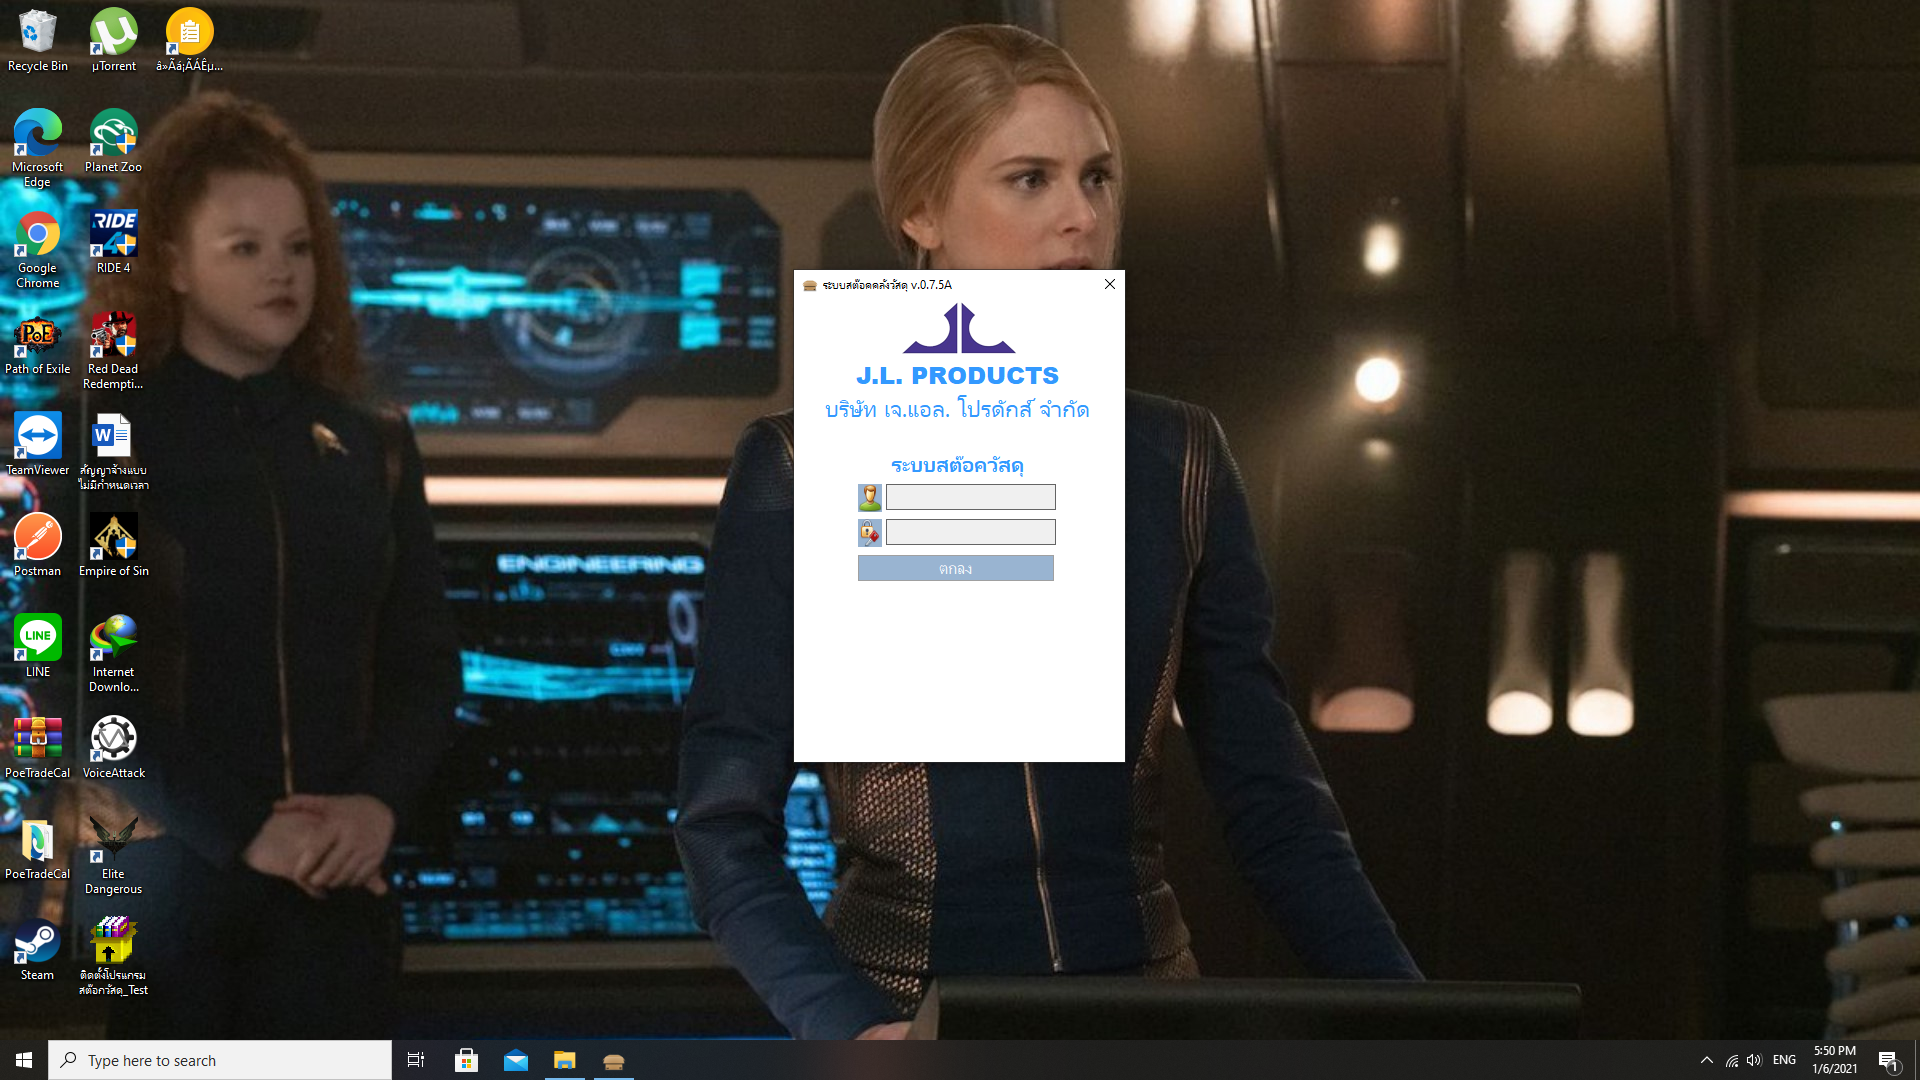 Recycle Bin
µTorrent
â»Ãá¡ÃÁÊµ...
Microsoft
Edge
Planet Zoo
Google
Chrome
RIDE
4
RIDE 4
PoE
Path of Exile
Red Dead
Redempti...
TeamViewer
W
สัญญาจ้างแบบ
ไม่มีกำหนดเวลา
Postman
Empire of Sin
LINE
LINE
Internet
Downlo...
PoeTradeCal
VoiceAttack
PoeTradeCal
Elite
Dangerous
Steam
ติดตั้งโปรแกรม
สต๊อกวัสดุ_Test
ENGINEERING
ระบบสต๊อคคลังวัสดุ v.0.7.5A
J.L. PRODUCTS
บริษัท เจ.แอล. โปรดักส์ จำกัด
ระบบสต๊อควัสดุ
ตกลง
Type here to search
ENG
5:50 PM
1/6/2021
1